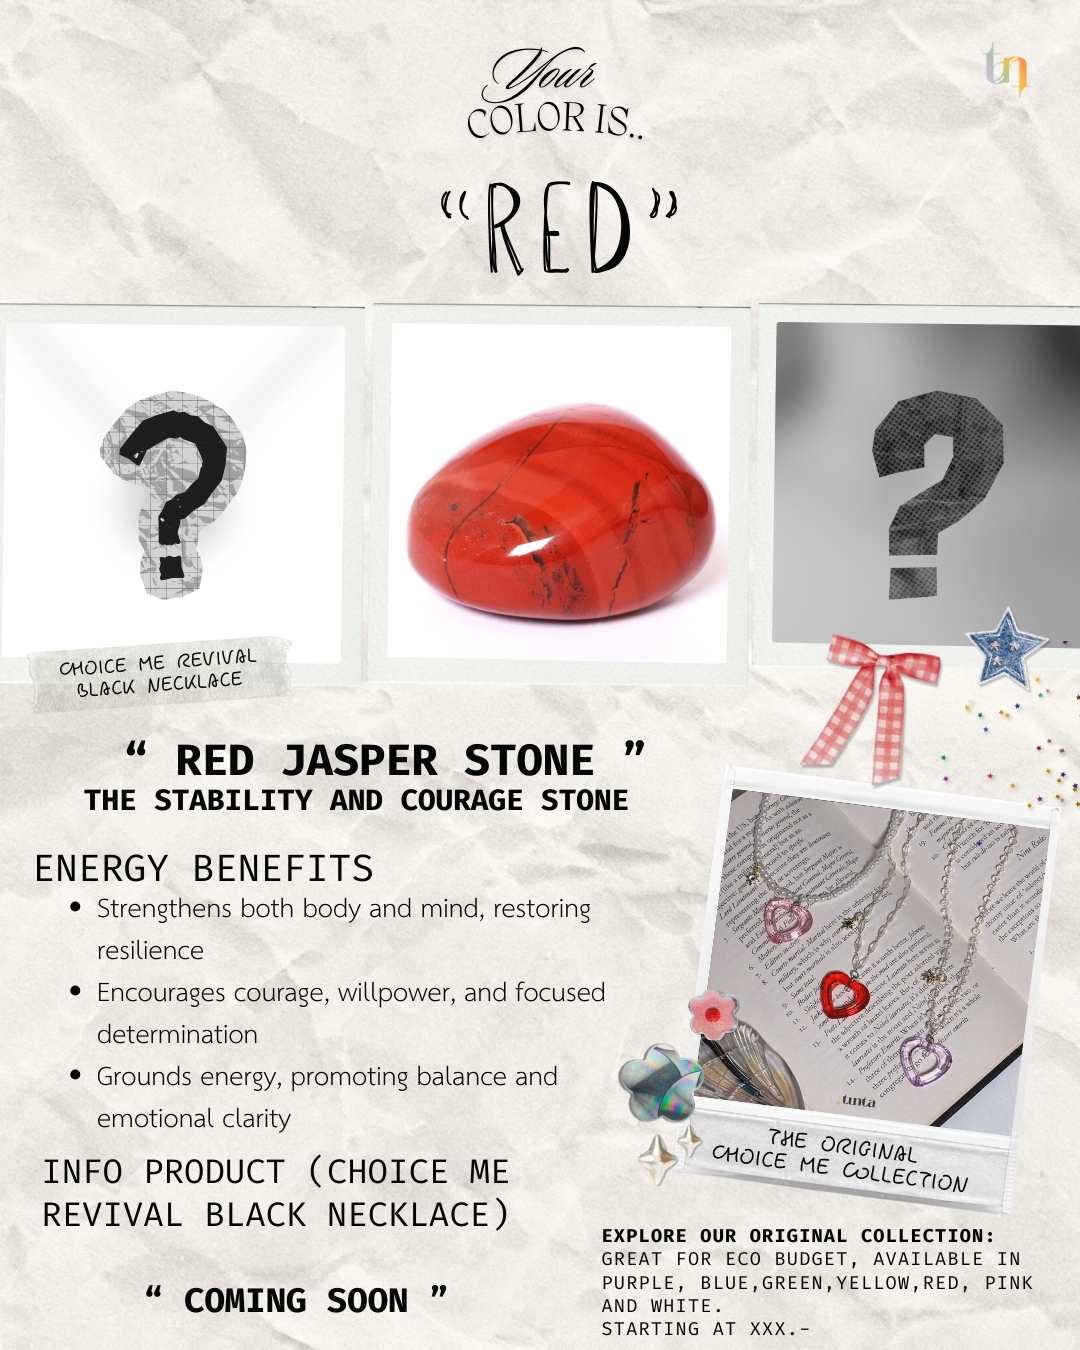 Your
COLOR IS..
tn
“RED”
?
?
CHOICE ME REVIVAL
BLACK NECKLACE
“ RED JASPER STONE ”
THE STABILITY AND COURAGE STONE
ENERGY BENEFITS
• Strengthens both body and mind, restoring
resilience
• Encourages courage, willpower, and focused
determination
• Grounds energy, promoting balance and
emotional clarity
INFO PRODUCT (CHOICE ME
REVIVAL BLACK NECKLACE)
“ COMING SOON ”
.tunta
THE ORIGINAL
CHOICE ME COLLECTION
EXPLORE OUR ORIGINAL COLLECTION:
GREAT FOR ECO BUDGET, AVAILABLE IN
PURPLE, BLUE,GREEN,YELLOW,RED, PINK
AND WHITE.
STARTING AT XXX.-